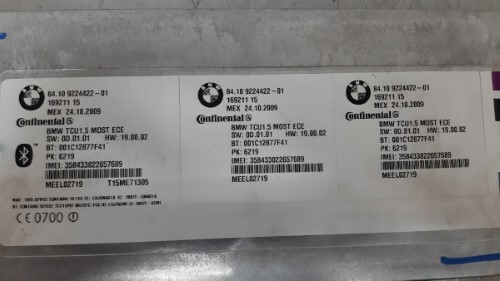 84.10 9224422-01
169211 15
MEX 24.10.2009
Continental
BMW TCU1.5 MOST ECE
SW: 00.01.01 HW: 19.00.02
BT: 001C12877F41
PK: 6219
IMEI: 358433022657689
MEEL02719 T15ME71305
CE0700
84.10 9224422-01
169211 15
MEX 24.10.2009
Continental
BMW TCU1.5 MOST ECE
SW: 00.01.01 HW: 19.00.02
BT: 001C12877F41
PK: 6219
IMEI: 358433022657689
MEEL02719
84.10 9224422-01
169211 15
MEX 24.10.2009
Continental
BMW TCU1.5 MOST ECE
SW: 00.01.01 HW: 19.00.02
BT: 001C12877F41
PK: 6219
IMEI: 358433022657689
MEEL02719